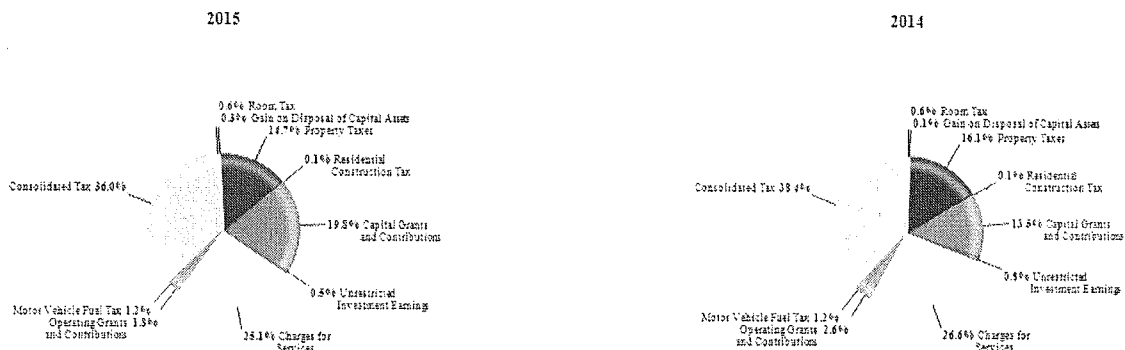 2015
0.6% Room Tax
0.3% Gain on Disposal of Capital Assets
14.7% Property Taxes
0.1% Residential
Construction Tax
Consolidated Tax 36.0%
19.8% Capital Grants
and Contributions
0.5% Unrestricted
Investment Earnings
Motor Vehicle Fuel Tax 1.2%
Operating Grants 1.8%
and Contributions
25.1% Charges for
Services
2014
0.6% Room Tax
0.1% Gain on Disposal of Capital Assets
16.1% Property Taxes
0.1% Residential
Construction Tax
Consolidated Tax 38.4%
13.5% Capital Grants
and Contributions
0.8% Unrestricted
Investment Earnings
Motor Vehicle Fuel Tax 1.2%
Operating Grants 2.6%
and Contributions
26.6% Charges for
Services